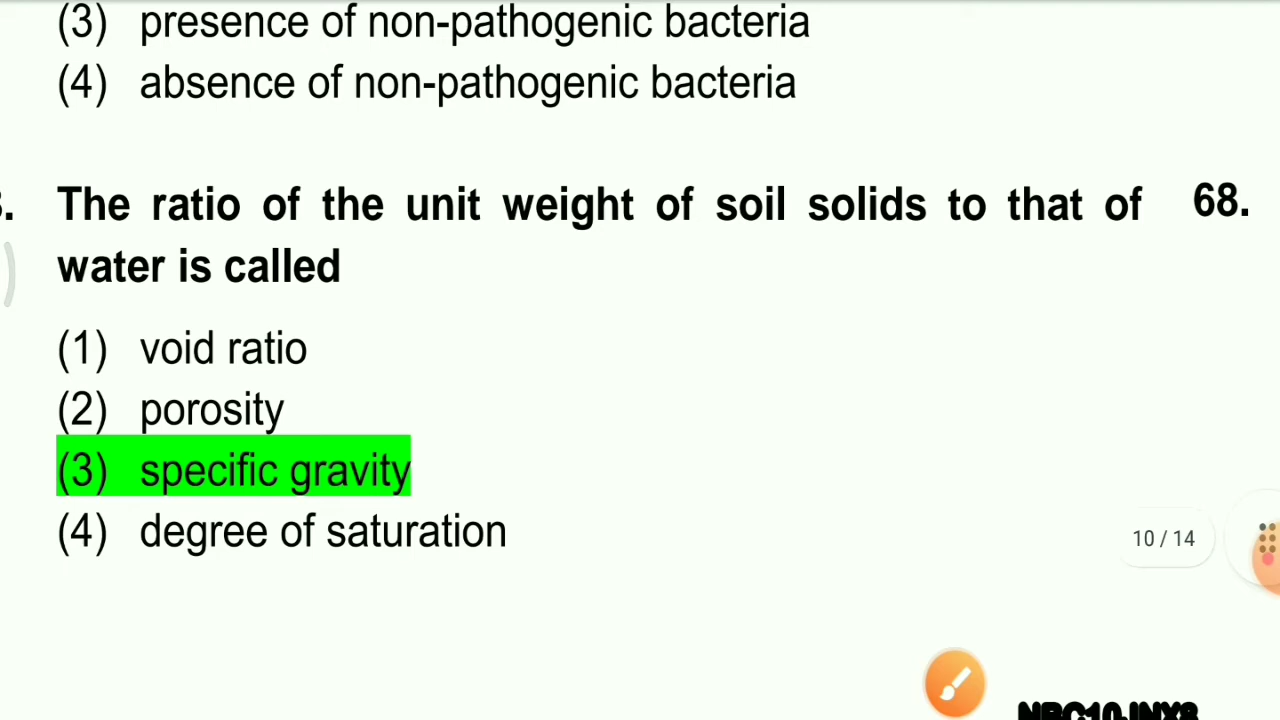 (3) presence of non-pathogenic bacteria
(4) absence of non-pathogenic bacteria
The ratio of the unit weight of soil solids to that of
water is called
(1) void ratio
(2) porosity
(3) specific gravity
(4) degree of saturation
68.
10 / 14